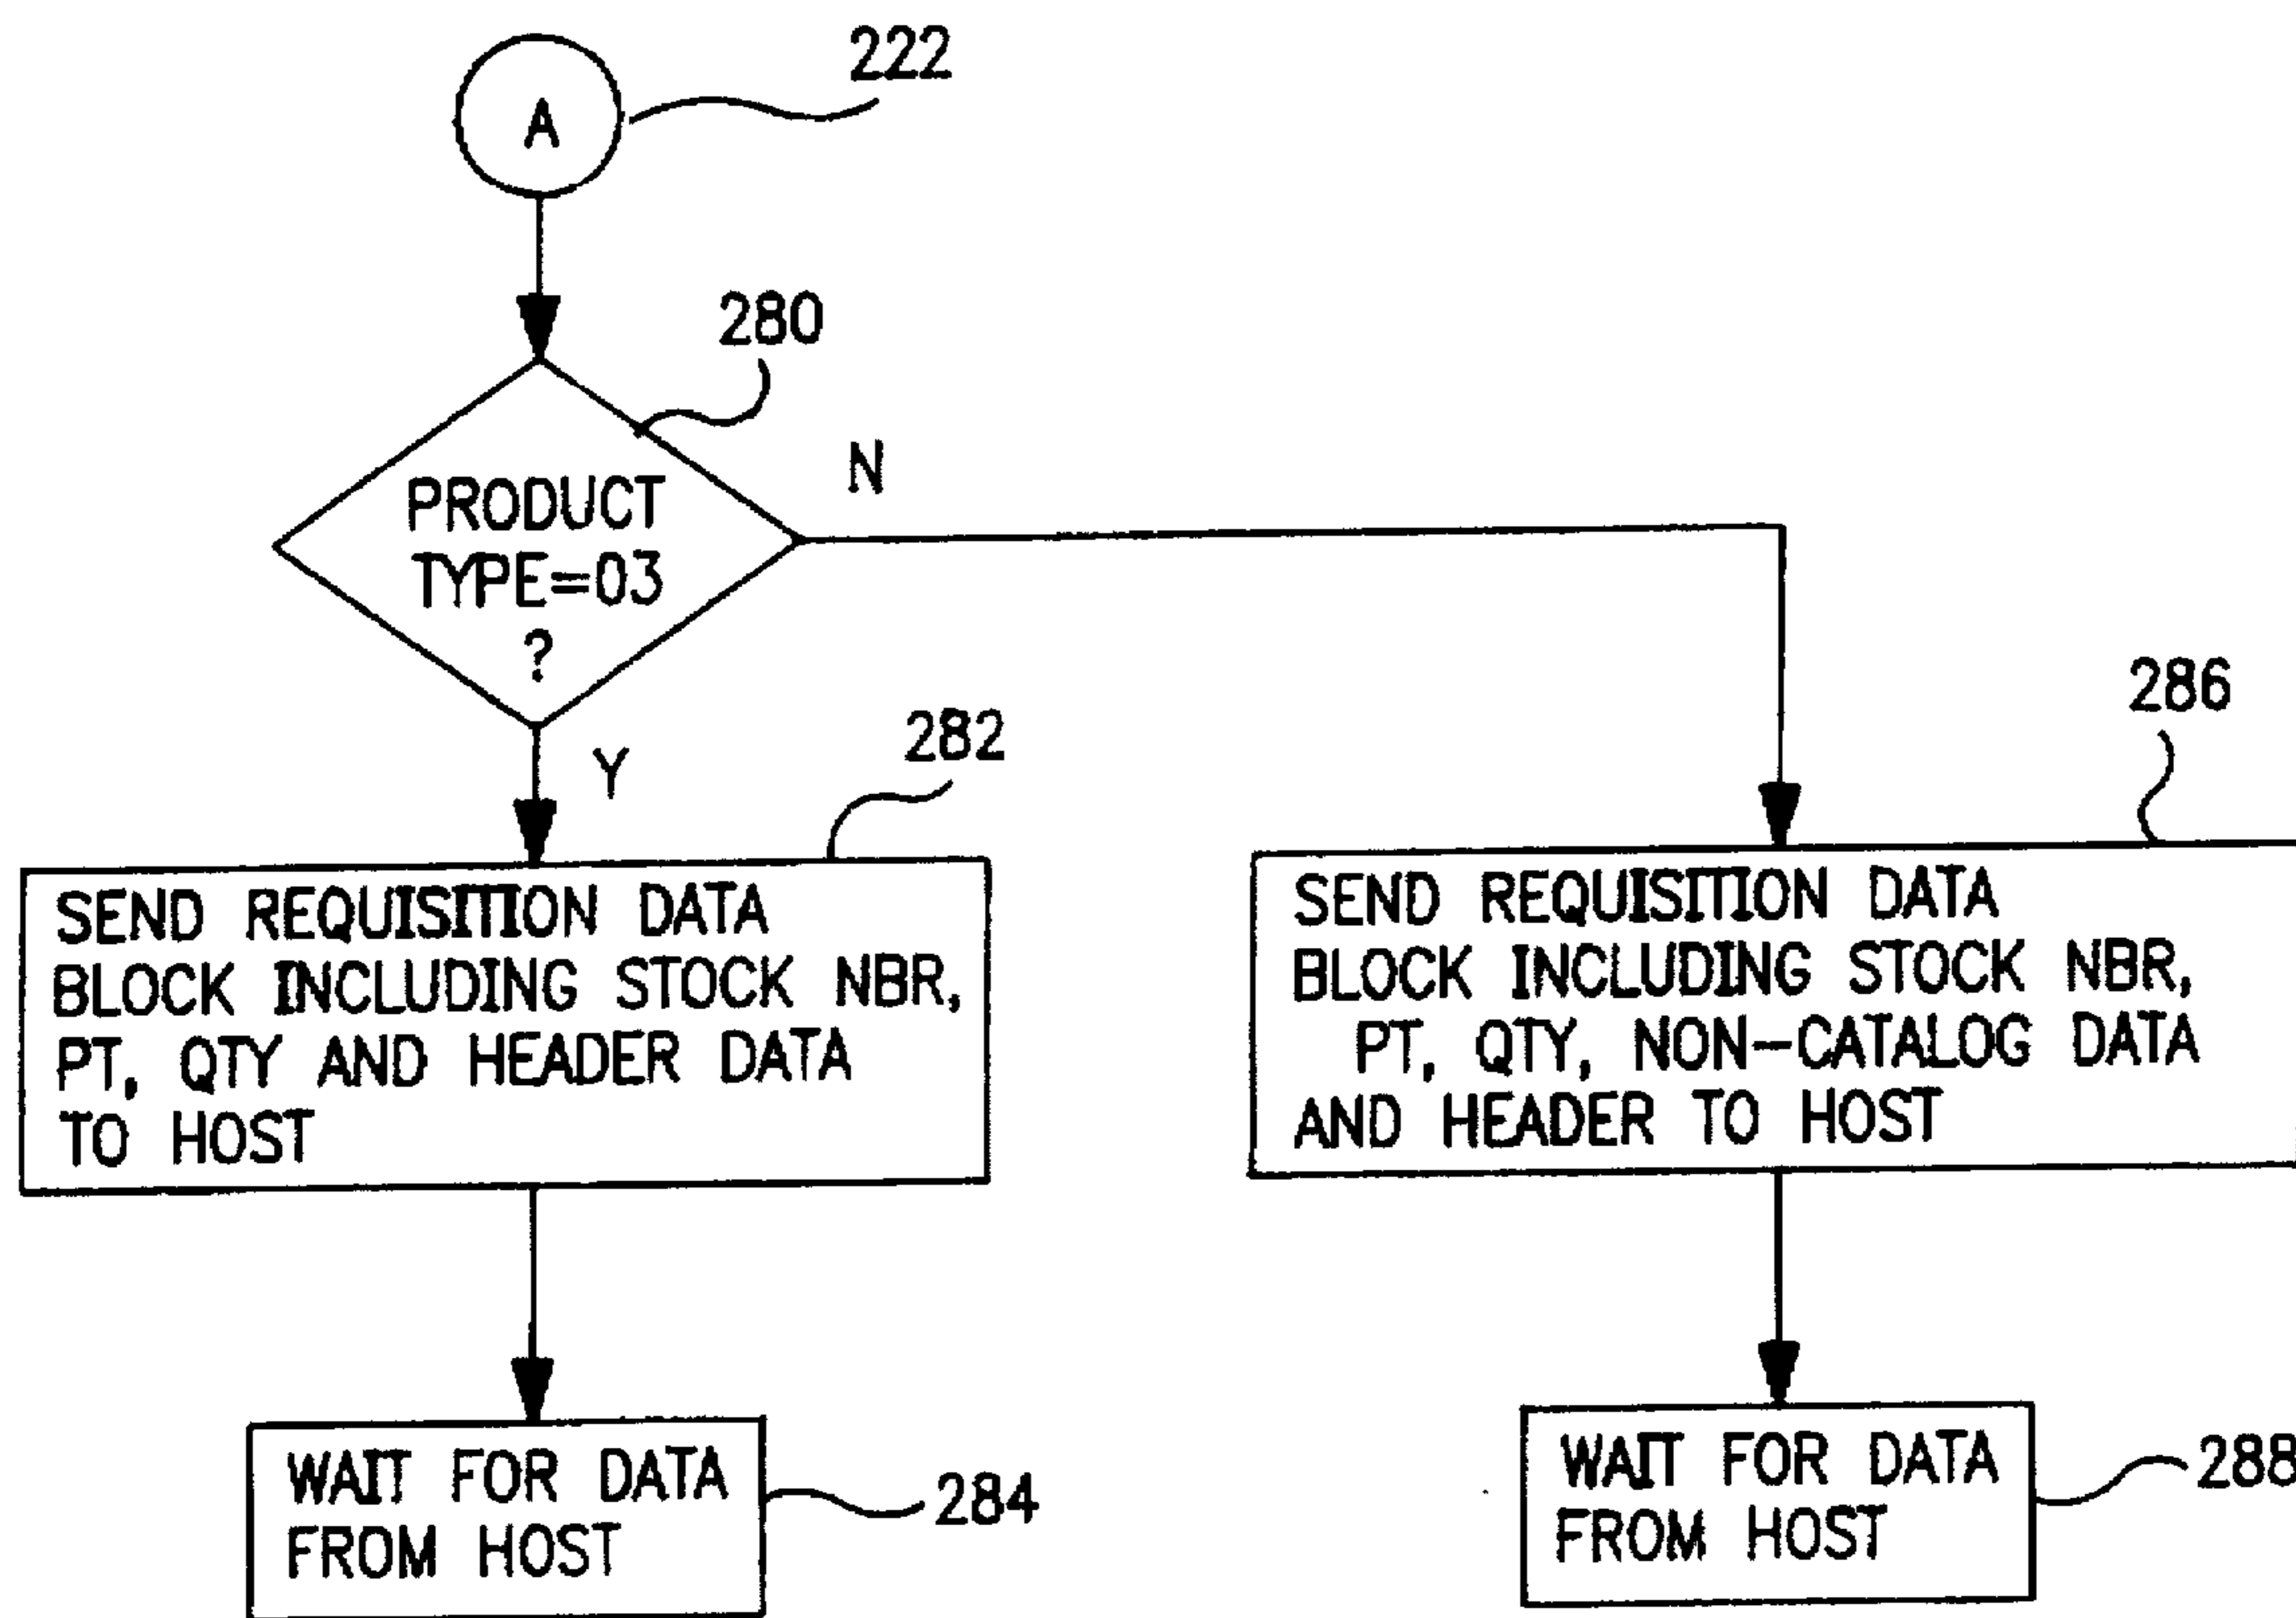 222
A
280
N
PRODUCT
TYPE=03
?
Y
282
286
SEND REQUISITION DATA
BLOCK INCLUDING STOCK NBR,
PT, QTY AND HEADER DATA
TO HOST
SEND REQUISITION DATA
BLOCK INCLUDING STOCK NBR,
PT, QTY, NON-CATALOG DATA
AND HEADER TO HOST
WAIT FOR DATA
FROM HOST
284
WAIT FOR DATA
FROM HOST
288